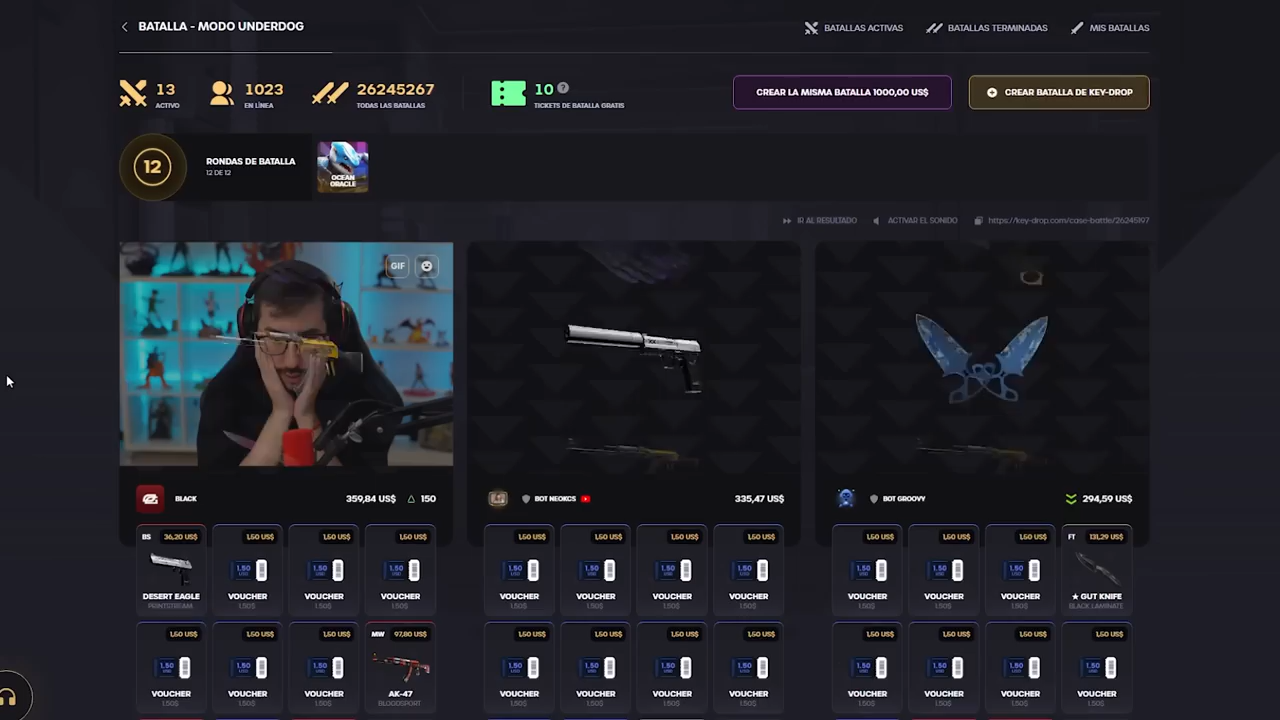 BATALLA - MODO UNDERDOG
BATALLAS ACTIVAS
BATALLAS TERMINADAS
MIS BATALLAS
13
ACTIVO
1023
EN LÍNEA
26245267
TODAS LAS BATALLAS
10
TICKETS DE BATALLA GRATIS
CREAR LA MISMA BATALLA 1000,00 US$
CREAR BATALLA DE KEY-DROP
12
RONDAS DE BATALLA
12 DE 12
OCEAN
ORACLE
IR AL RESULTADO
ACTIVAR EL SONIDO
https://key-drop.com/case-battle/26245197
GIF
BLACK
359,84 US$
150
BOT NEOKCS
335,47 US$
BOT GROOVY
294,59 US$
BS 36,20 US$
1,50 US$
1,50 US$
1,50 US$
1,50 US$
1,50 US$
1,50 US$
1,50 US$
1,50 US$
1,50 US$
1,50 US$
FT 131,29 US$
DESERT EAGLE
VOUCHER
VOUCHER
VOUCHER
VOUCHER
VOUCHER
VOUCHER
VOUCHER
VOUCHER
VOUCHER
VOUCHER
★ GUT KNIFE
PRINTSTREAM
1.50$
1.50$
1.50$
1.50$
1.50$
1.50$
1.50$
1.50$
1.50$
1.50$
BLACK LAMINATE
1,50 US$
1,50 US$
1,50 US$
MW 97,80 US$
1,50 US$
1,50 US$
1,50 US$
1,50 US$
1,50 US$
1,50 US$
1,50 US$
1,50 US$
VOUCHER
VOUCHER
VOUCHER
AK-47
VOUCHER
VOUCHER
VOUCHER
VOUCHER
VOUCHER
VOUCHER
VOUCHER
VOUCHER
1.50$
1.50$
1.50$
BLOODSPORT
1.50$
1.50$
1.50$
1.50$
1.50$
1.50$
1.50$
1.50$